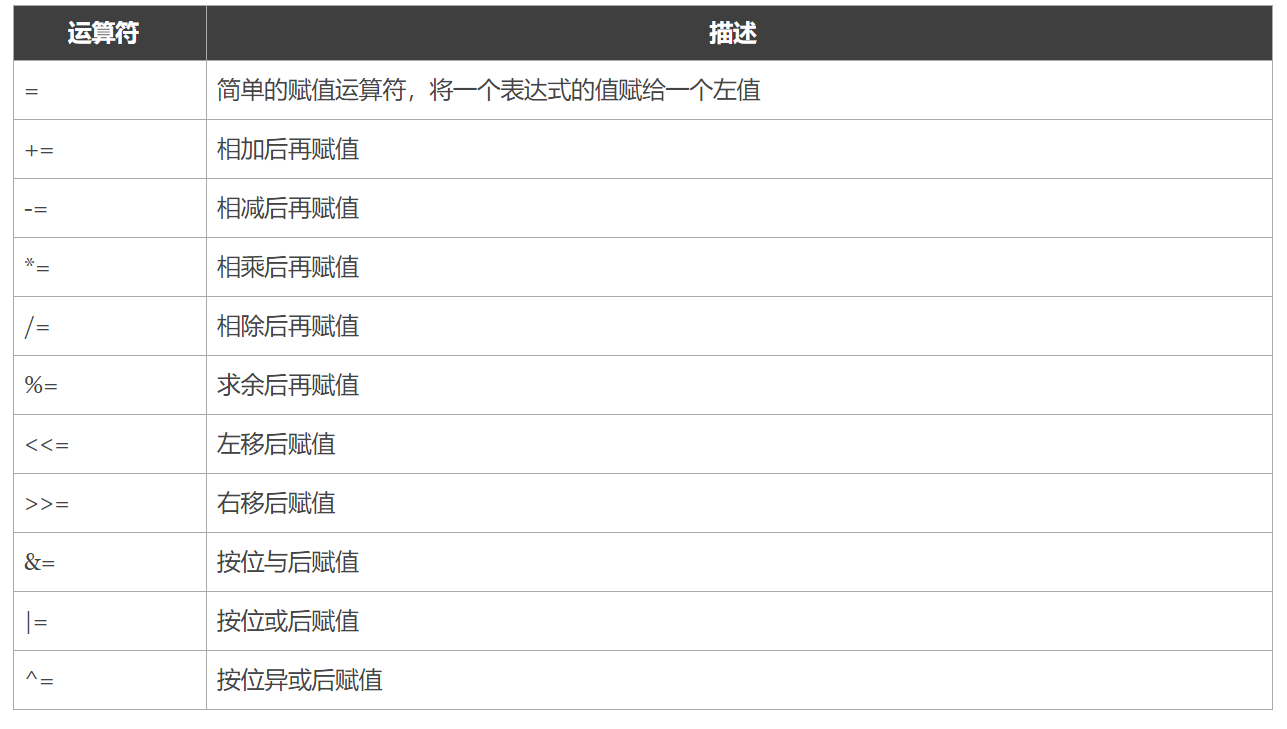 运算符 描述
= 简单的赋值运算符，将一个表达式的值赋给一个左值
+= 相加后再赋值
-= 相减后再赋值
*= 相乘后再赋值
/= 相除后再赋值
%= 求余后再赋值
<<= 左移后赋值
>>= 右移后赋值
&= 按位与后赋值
|= 按位或后赋值
^= 按位异或后赋值